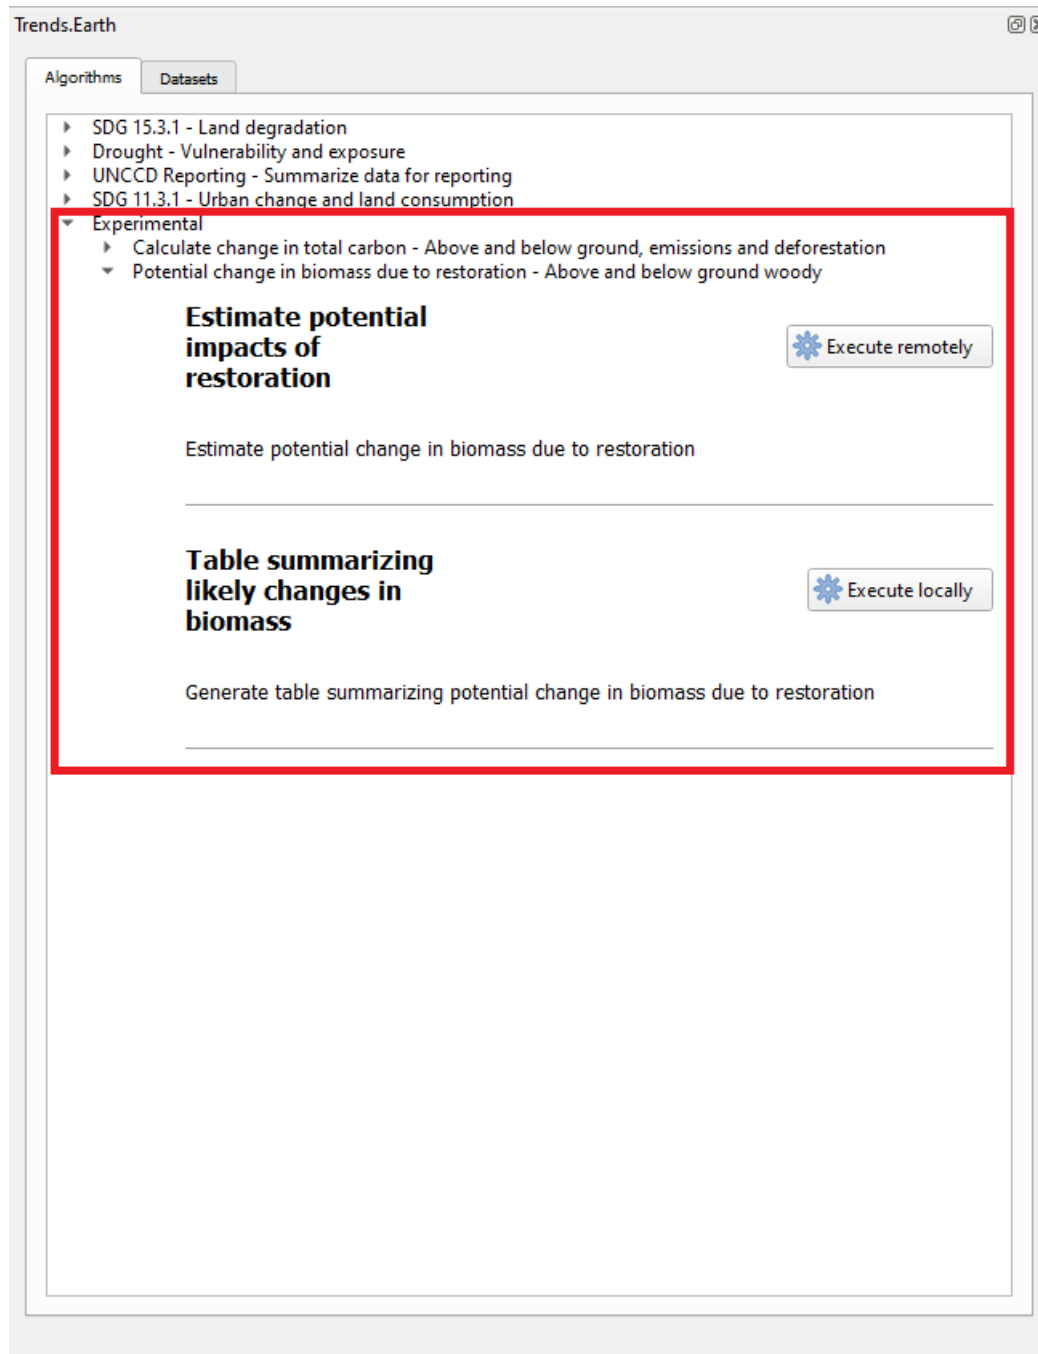 Trends.Earth
Algorithms
Datasets
SDG 15.3.1 - Land degradation
Drought - Vulnerability and exposure
UNCCD Reporting - Summarize data for reporting
SDG 11.3.1 - Urban change and land consumption
Experimental
Calculate change in total carbon - Above and below ground, emissions and deforestation
Potential change in biomass due to restoration - Above and below ground woody
Estimate potential
impacts of
restoration
Execute remotely
Estimate potential change in biomass due to restoration
Table summarizing
likely changes in
biomass
Execute locally
Generate table summarizing potential change in biomass due to restoration